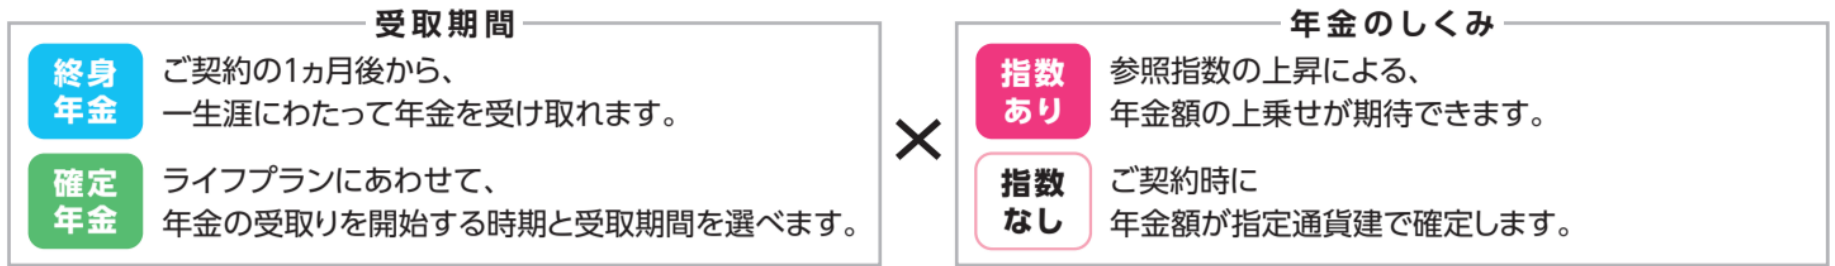 受取期間
終身
年金
ご契約の1ヵ月後から、
一生涯にわたって年金を受け取れます。
確定
年金
ライフプランにあわせて、
年金の受取りを開始する時期と受取期間を選べます。
×
年金のしくみ
指数
あり
参照指数の上昇による、
年金額の上乗せが期待できます。
指数
なし
ご契約時に
年金額が指定通貨建で確定します。